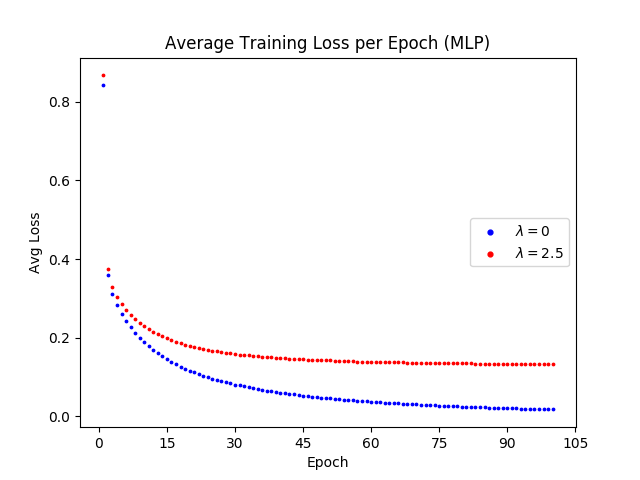 Average Training Loss per Epoch (MLP)
0.8
0.6
0.4
0.2
0.0
Avg Loss
λ = 0
λ = 2.5
0 15 30 45 60 75 90 105
Epoch